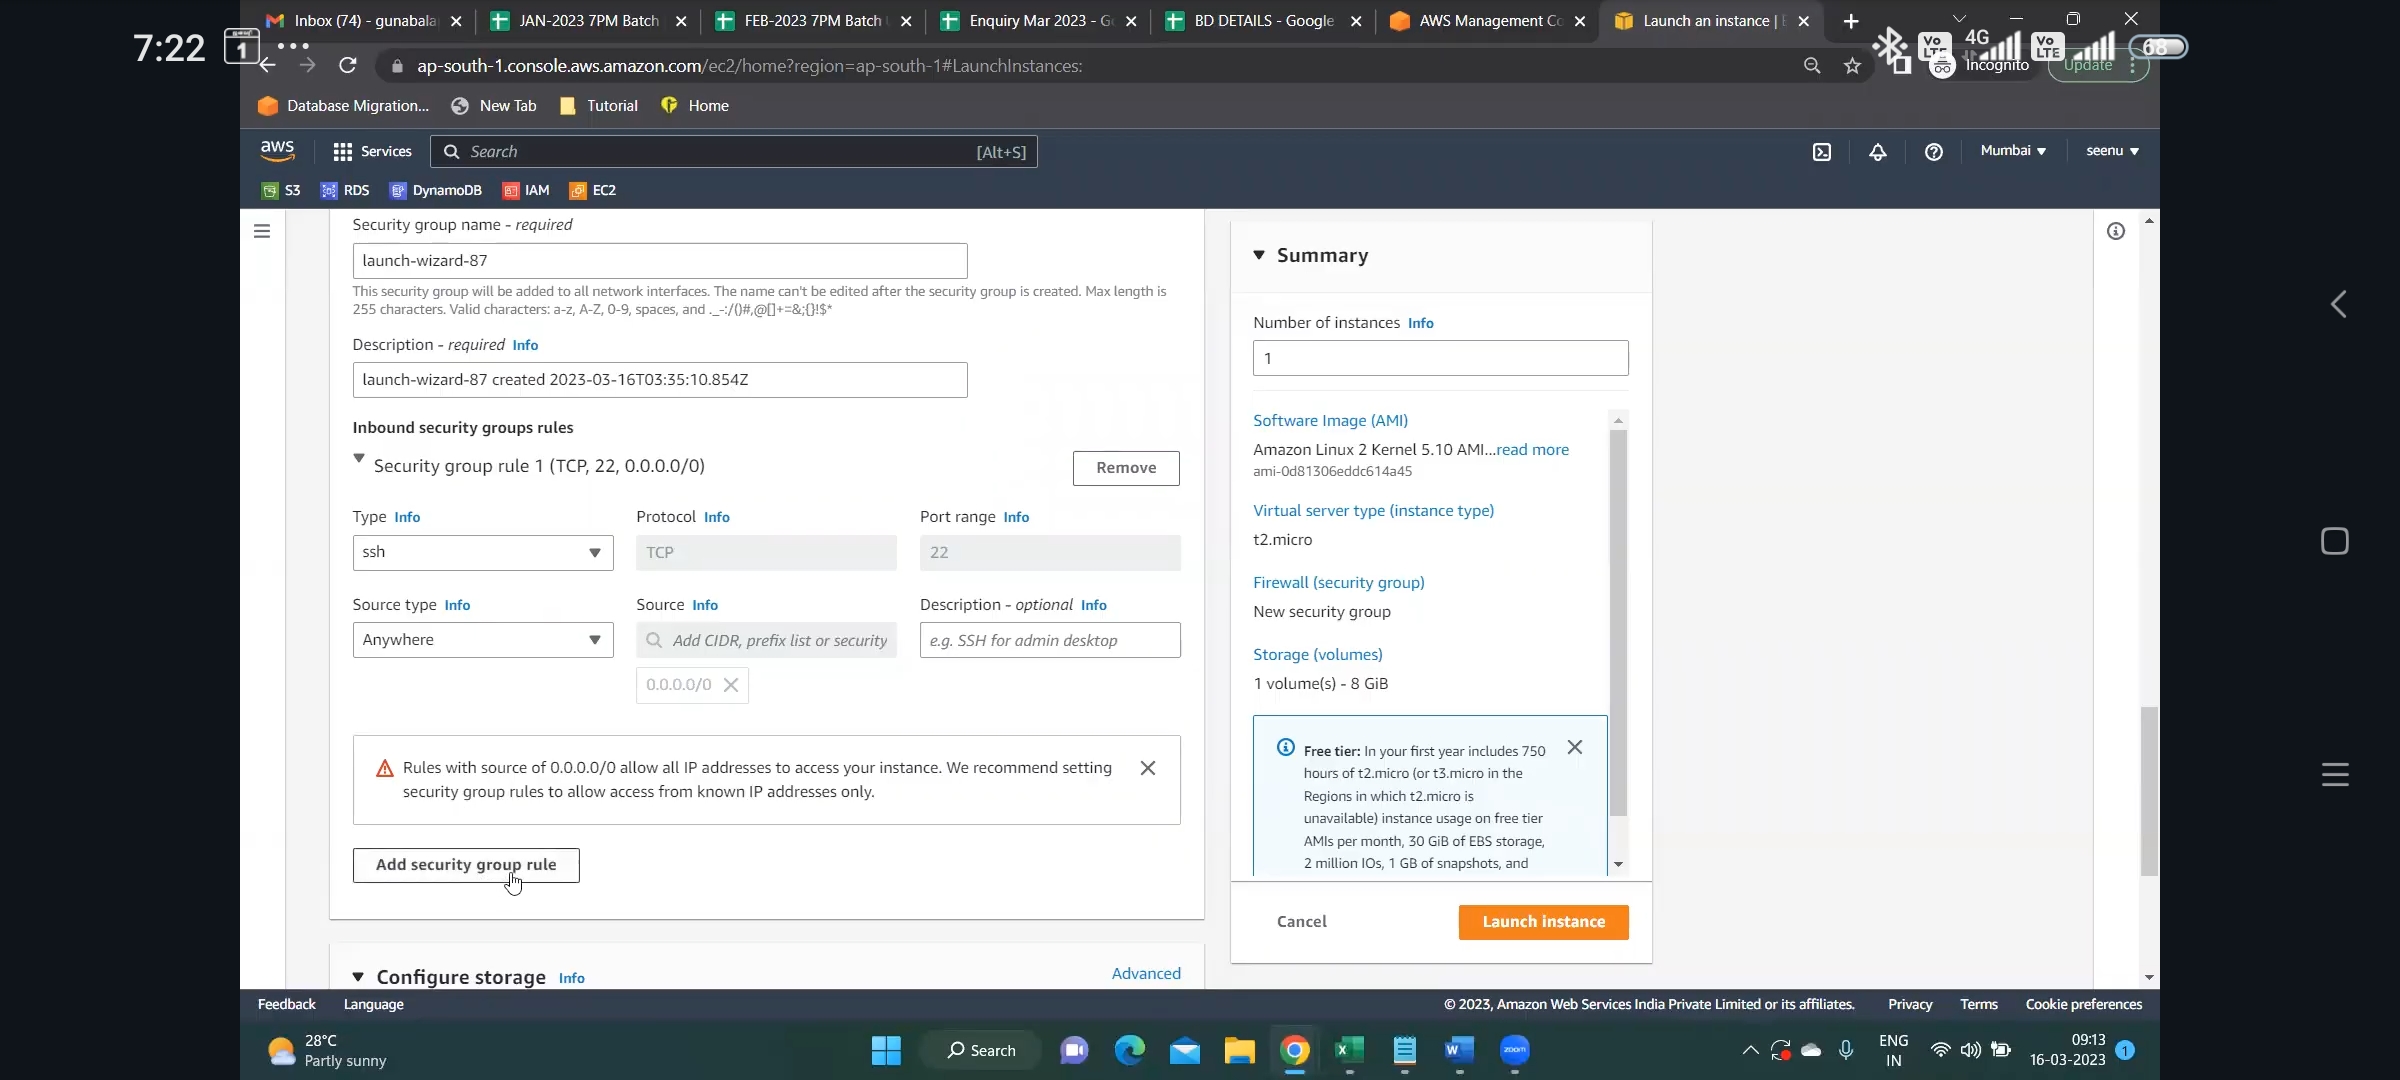 7:22
1
Inbox (74) - gunabala
JAN-2023 7PM Batch
FEB-2023 7PM Batch
Enquiry Mar 2023 - G
BD DETAILS - Google
AWS Management Co
Launch an instance | E
4G
68
ap-south-1.console.aws.amazon.com/ec2/home?region=ap-south-1#LaunchInstances:
Incognito
Update
Database Migration...
New Tab
Tutorial
Home
aws
Services
Search
[Alt+S]
Mumbai
seenu
S3
RDS
DynamoDB
IAM
EC2
Security group name - required
launch-wizard-87
This security group will be added to all network interfaces. The name can't be edited after the security group is created. Max length is
255 characters. Valid characters: a-z, A-Z, 0-9, spaces, and ._-:/()#,@[]+=&;{}!$*
Description - required Info
launch-wizard-87 created 2023-03-16T03:35:10.854Z
Inbound security groups rules
Security group rule 1 (TCP, 22, 0.0.0.0/0)
Remove
Type Info
Protocol Info
Port range Info
ssh
TCP
22
Source type Info
Source Info
Description - optional Info
Anywhere
Add CIDR, prefix list or security
e.g. SSH for admin desktop
0.0.0.0/0
Rules with source of 0.0.0.0/0 allow all IP addresses to access your instance. We recommend setting
security group rules to allow access from known IP addresses only.
Add security group rule
Configure storage Info
Advanced
Summary
Number of instances Info
1
Software Image (AMI)
Amazon Linux 2 Kernel 5.10 AMI...read more
ami-0d81306eddc614a45
Virtual server type (instance type)
t2.micro
Firewall (security group)
New security group
Storage (volumes)
1 volume(s) - 8 GiB
Free tier: In your first year includes 750
hours of t2.micro (or t3.micro in the
Regions in which t2.micro is
unavailable) instance usage on free tier
AMIs per month, 30 GiB of EBS storage,
2 million IOs, 1 GB of snapshots, and
Cancel
Launch instance
Feedback
Language
© 2023, Amazon Web Services India Private Limited or its affiliates.
Privacy
Terms
Cookie preferences
28°C
Partly sunny
Search
zoom
ENG
IN
09:13
16-03-2023
1